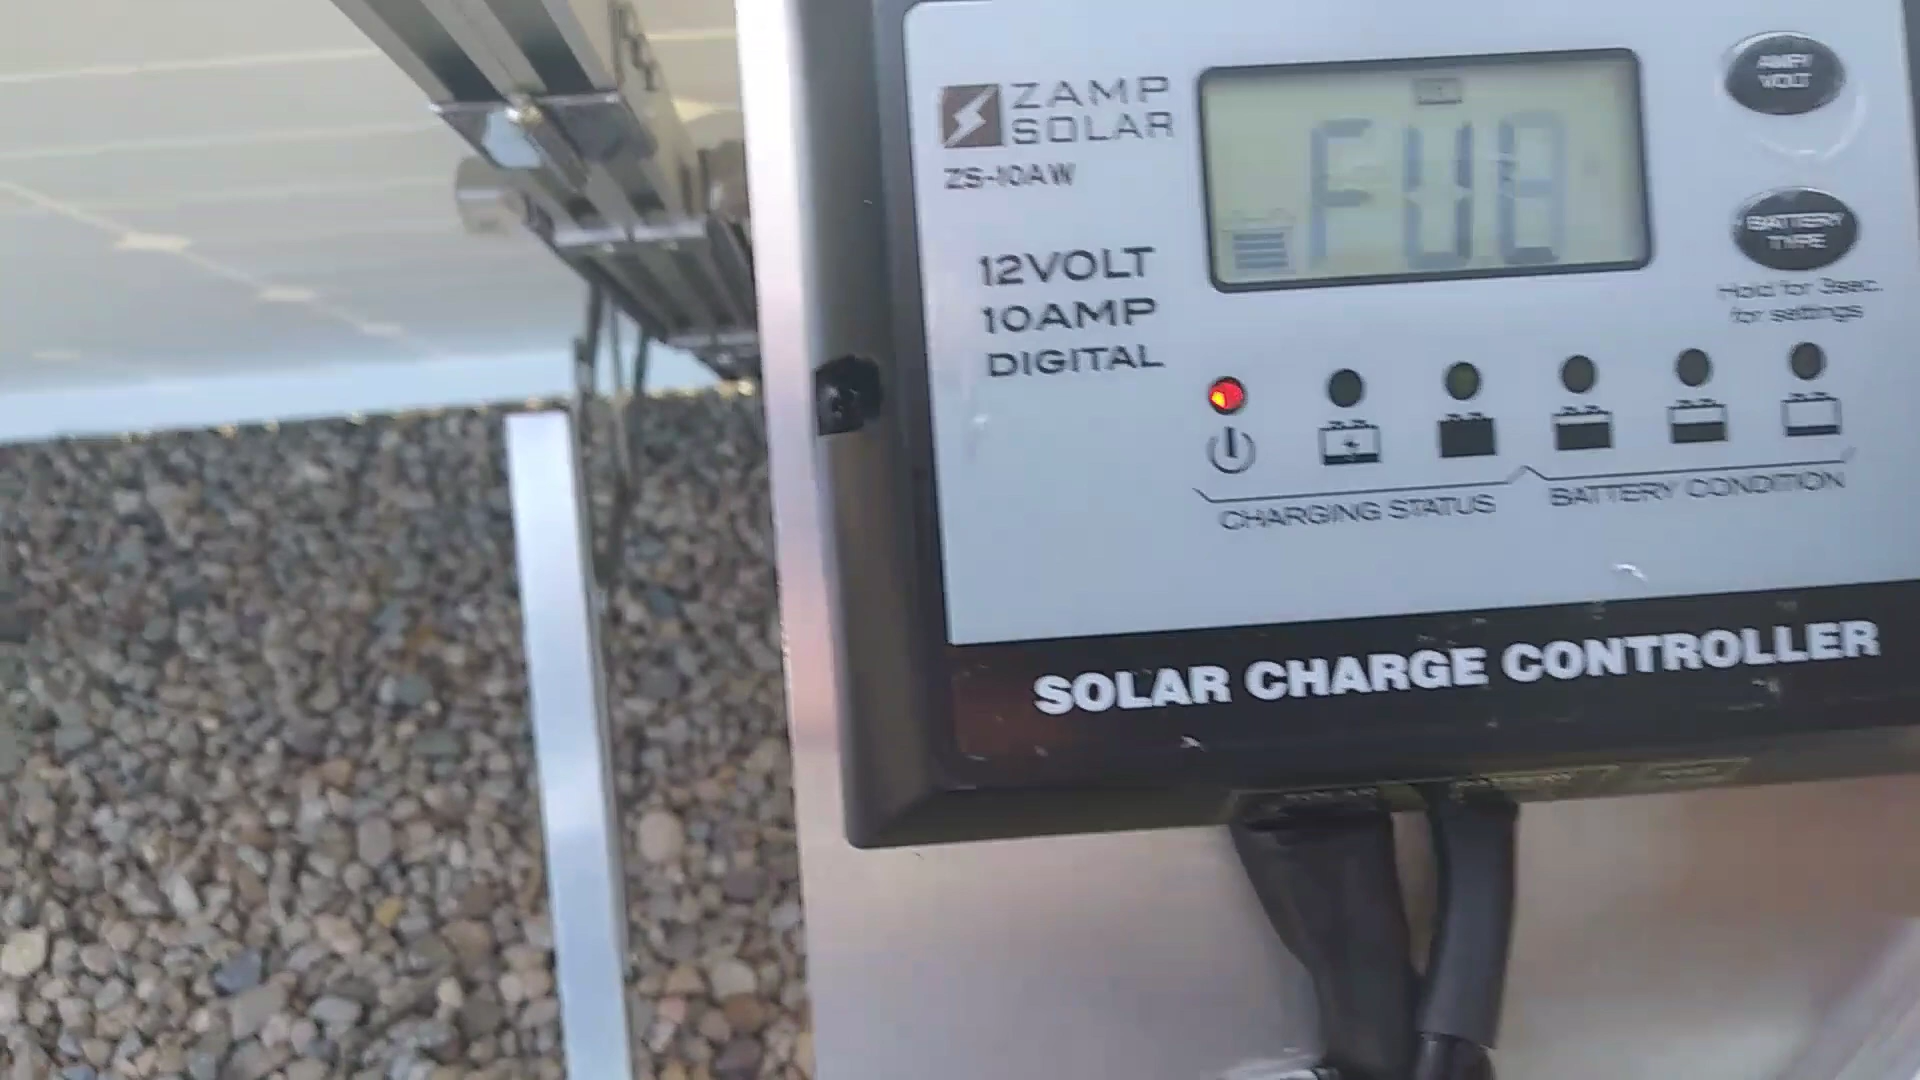 ZAMP
SOLAR
ZS-10AW
12VOLT
10AMP
DIGITAL
AMP/
VOLT
BATTERY
TYPE
Hold for 3sec.
for settings
CHARGING STATUS
BATTERY CONDITION
SOLAR CHARGE CONTROLLER